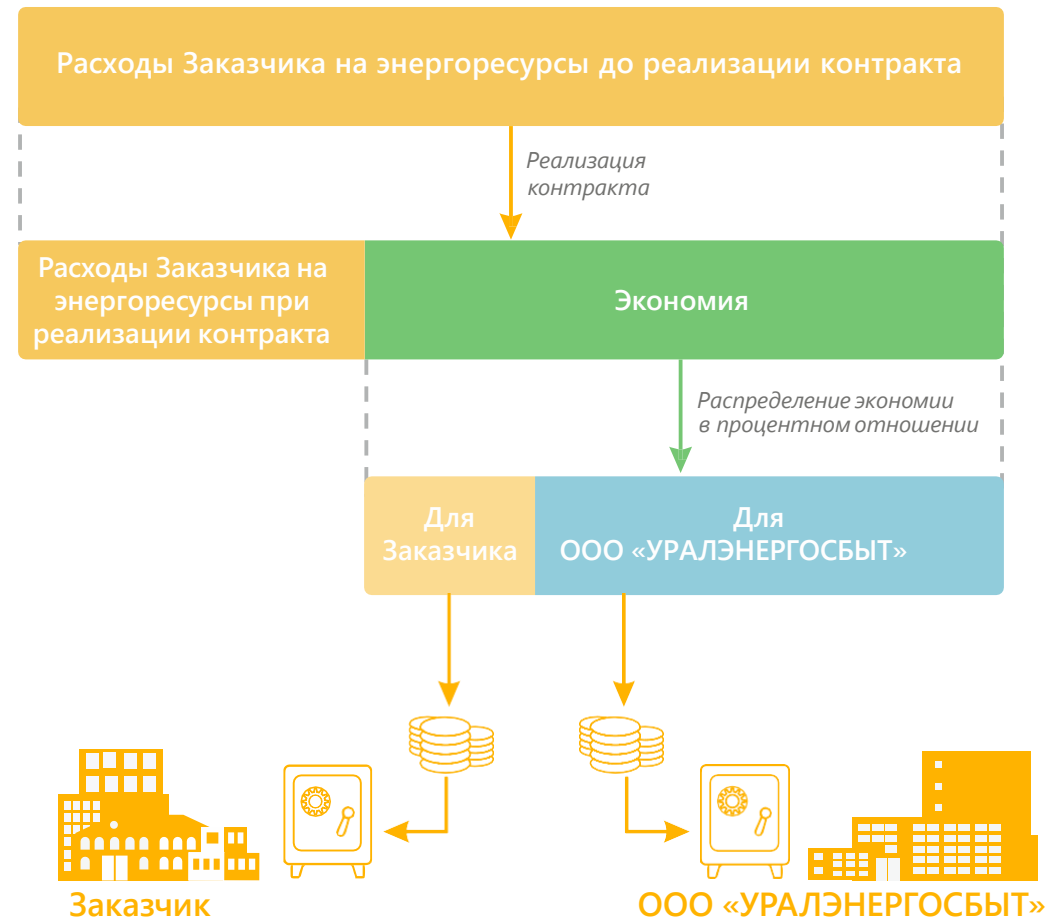 Расходы Заказчика на энергоресурсы до реализации контракта
Реализация
контракта
Расходы Заказчика на
энергоресурсы при
реализации контракта
Экономия
Распределение экономии
в процентном отношении
Для
Заказчика
Для
ООО «УРАЛЭНЕРГОСБЫТ»
Заказчик
ООО «УРАЛЭНЕРГОСБЫТ»